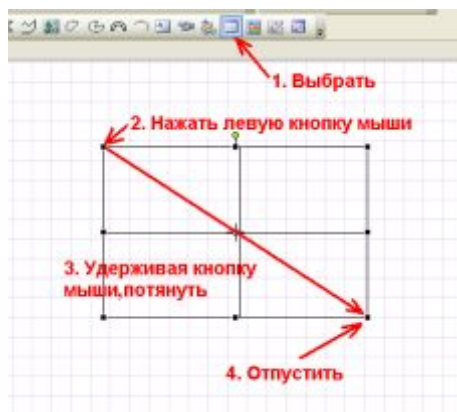 1. Выбрать
2. Нажать левую кнопку мыши
3. Удерживая кнопку
мыши,потянуть
4. Отпустить